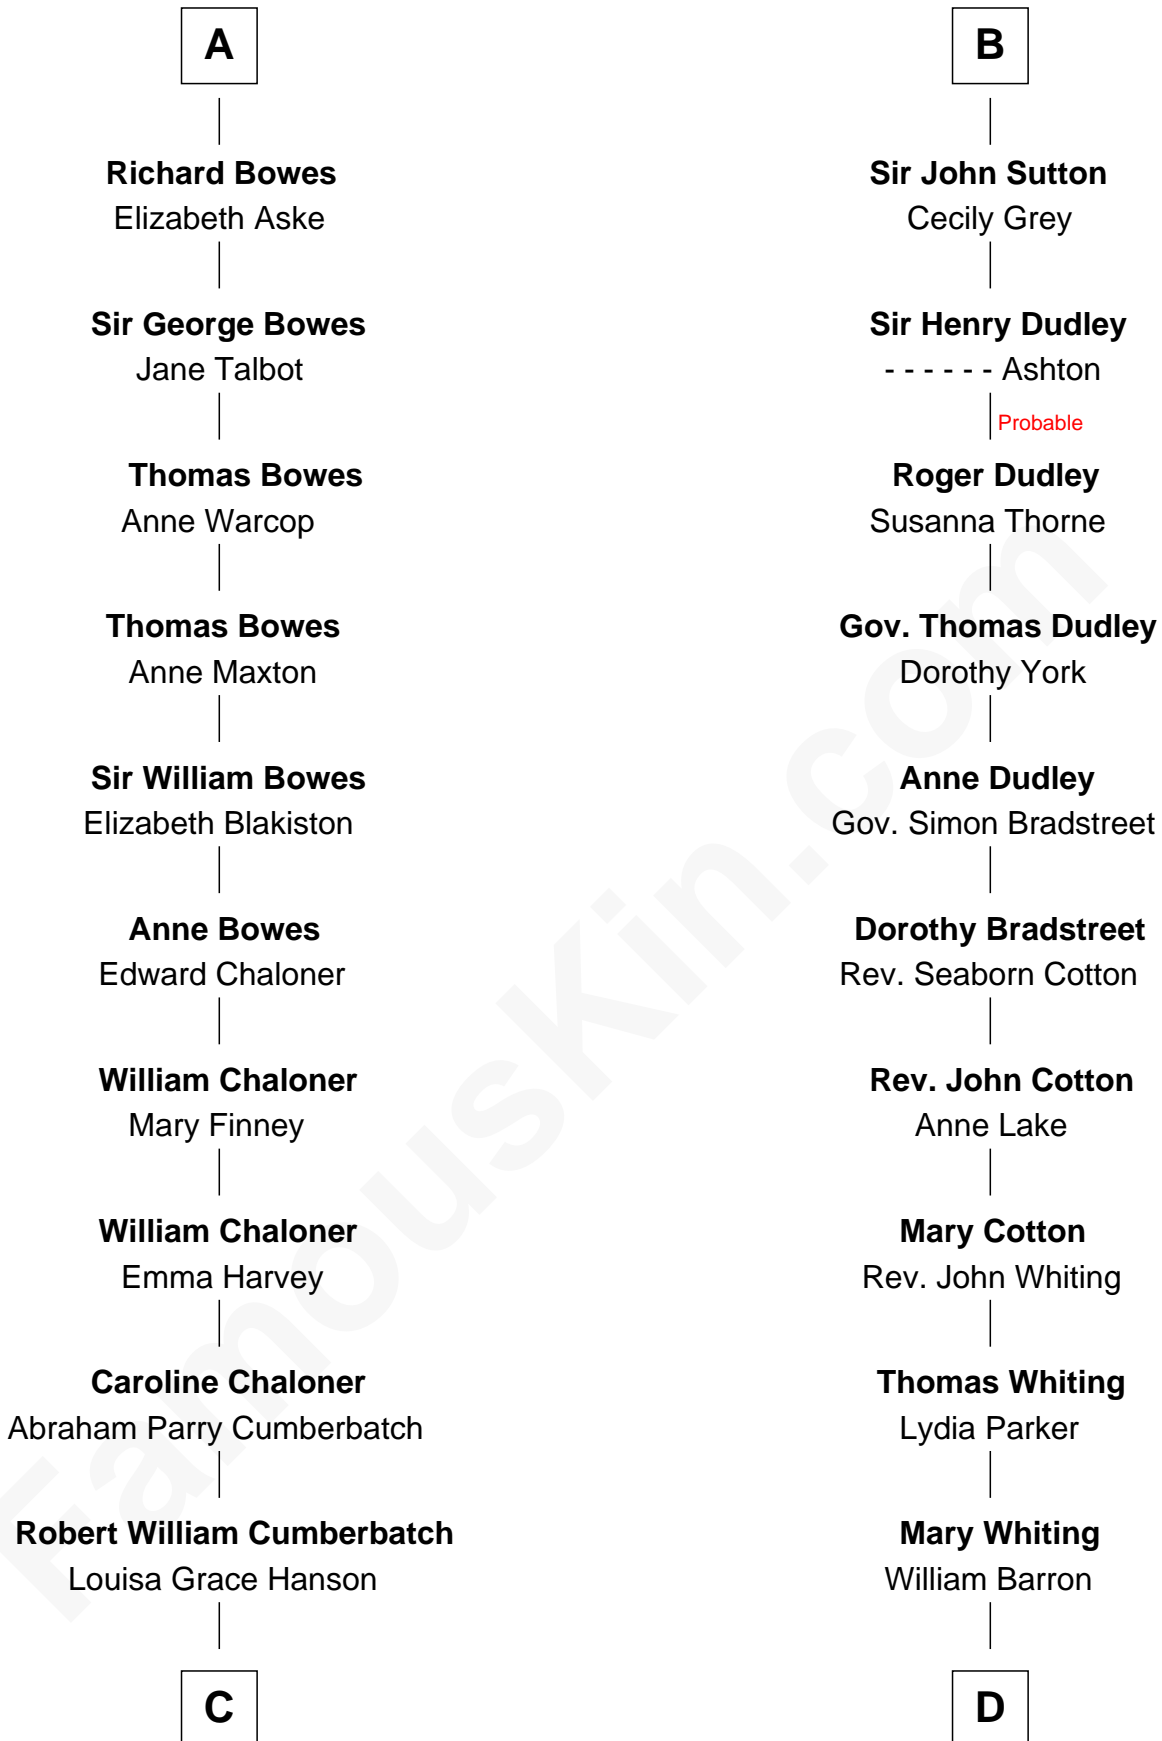 A
Richard Bowes
Elizabeth Aske
Sir George Bowes
Jane Talbot
Thomas Bowes
Anne Warcop
Thomas Bowes
Anne Maxton
Sir William Bowes
Elizabeth Blakiston
Anne Bowes
Edward Chaloner
William Chaloner
Mary Finney
William Chaloner
Emma Harvey
Caroline Chaloner
Abraham Parry Cumberbatch
Robert William Cumberbatch
Louisa Grace Hanson
C
B
Sir John Sutton
Cecily Grey
Sir Henry Dudley
- - - - - - Ashton
Probable
Roger Dudley
Susanna Thorne
Gov. Thomas Dudley
Dorothy York
Anne Dudley
Gov. Simon Bradstreet
Dorothy Bradstreet
Rev. Seaborn Cotton
Rev. John Cotton
Anne Lake
Mary Cotton
Rev. John Whiting
Thomas Whiting
Lydia Parker
Mary Whiting
William Barron
D
FamousKin.com